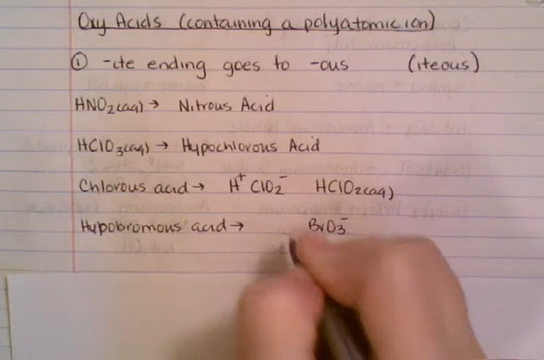 Oxy Acids (containing a polyatomic ion)
① -ite ending goes to -ous (iteous)
HNO₂(aq) → Nitrous Acid
HClO₃(aq) → Hypochlorous Acid
Chlorous acid → H⁺ ClO₂⁻ HClO₂(aq)
Hypobromous acid → BrO₃⁻